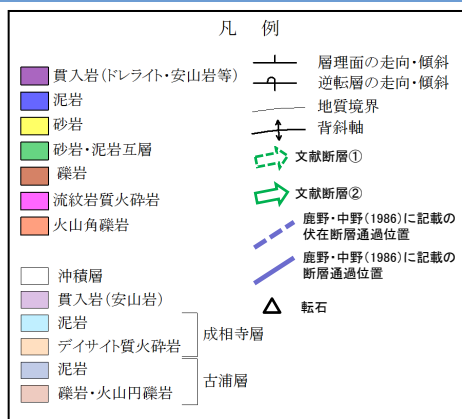 凡 例
貫入岩(ドレライト・安山岩等)
泥岩
砂岩
砂岩・泥岩互層
礫岩
流紋岩質火砕岩
火山角礫岩
沖積層
貫入岩(安山岩)
泥岩
デイサイト質火砕岩
成相寺層
泥岩
礫岩・火山円礫岩
古浦層
層理面の走向・傾斜
逆転層の走向・傾斜
地質境界
背斜軸
文献断層①
文献断層②
鹿野・中野(1986)に記載の
伏在断層通過位置
鹿野・中野(1986)に記載の
断層通過位置
転石